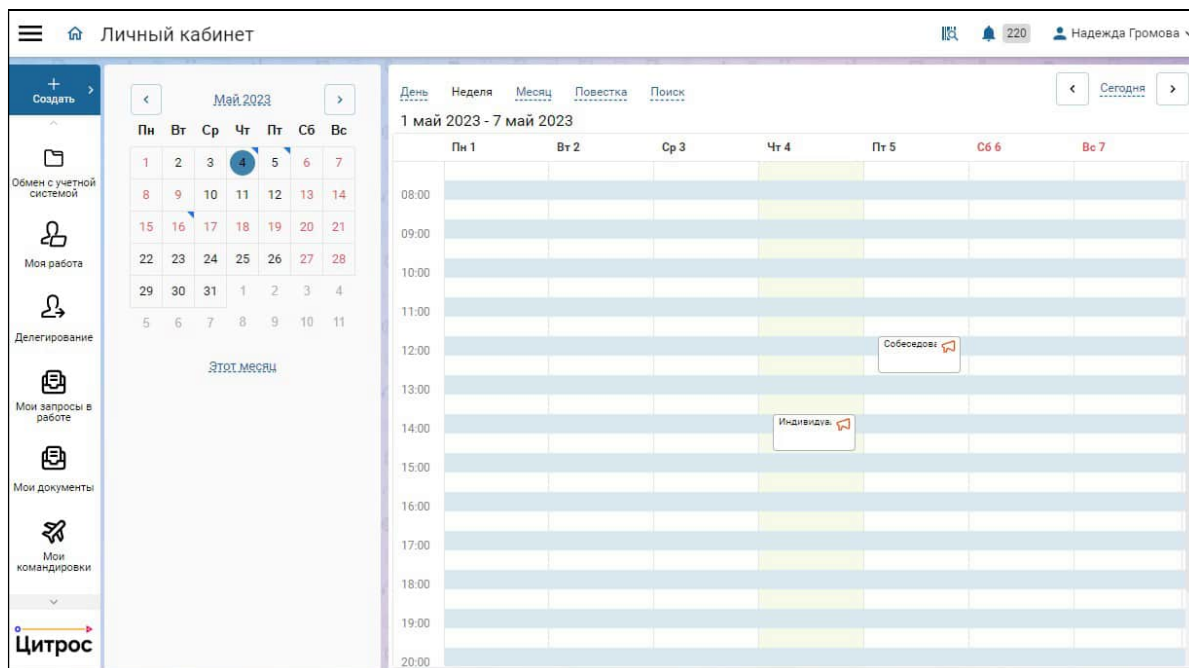 Личный кабинет
220
Надежда Громова
Создать
Обмен с учетной
системой
Моя работа
Делегирование
Мои запросы в
работе
Мои документы
Мои
командировки
Цитрос
Май 2023
Пн Вт Ср Чт Пт Сб Вс
1 2 3 4 5 6 7
8 9 10 11 12 13 14
15 16 17 18 19 20 21
22 23 24 25 26 27 28
29 30 31 1 2 3 4
5 6 7 8 9 10 11
Этот месяц
День Неделя Месяц Повестка Поиск
Сегодня
1 май 2023 - 7 май 2023
Пн 1 Вт 2 Ср 3 Чт 4 Пт 5 Сб 6 Вс 7
08:00
09:00
10:00
11:00
12:00
Собеседова
13:00
14:00
Индивидуа
15:00
16:00
17:00
18:00
19:00
20:00